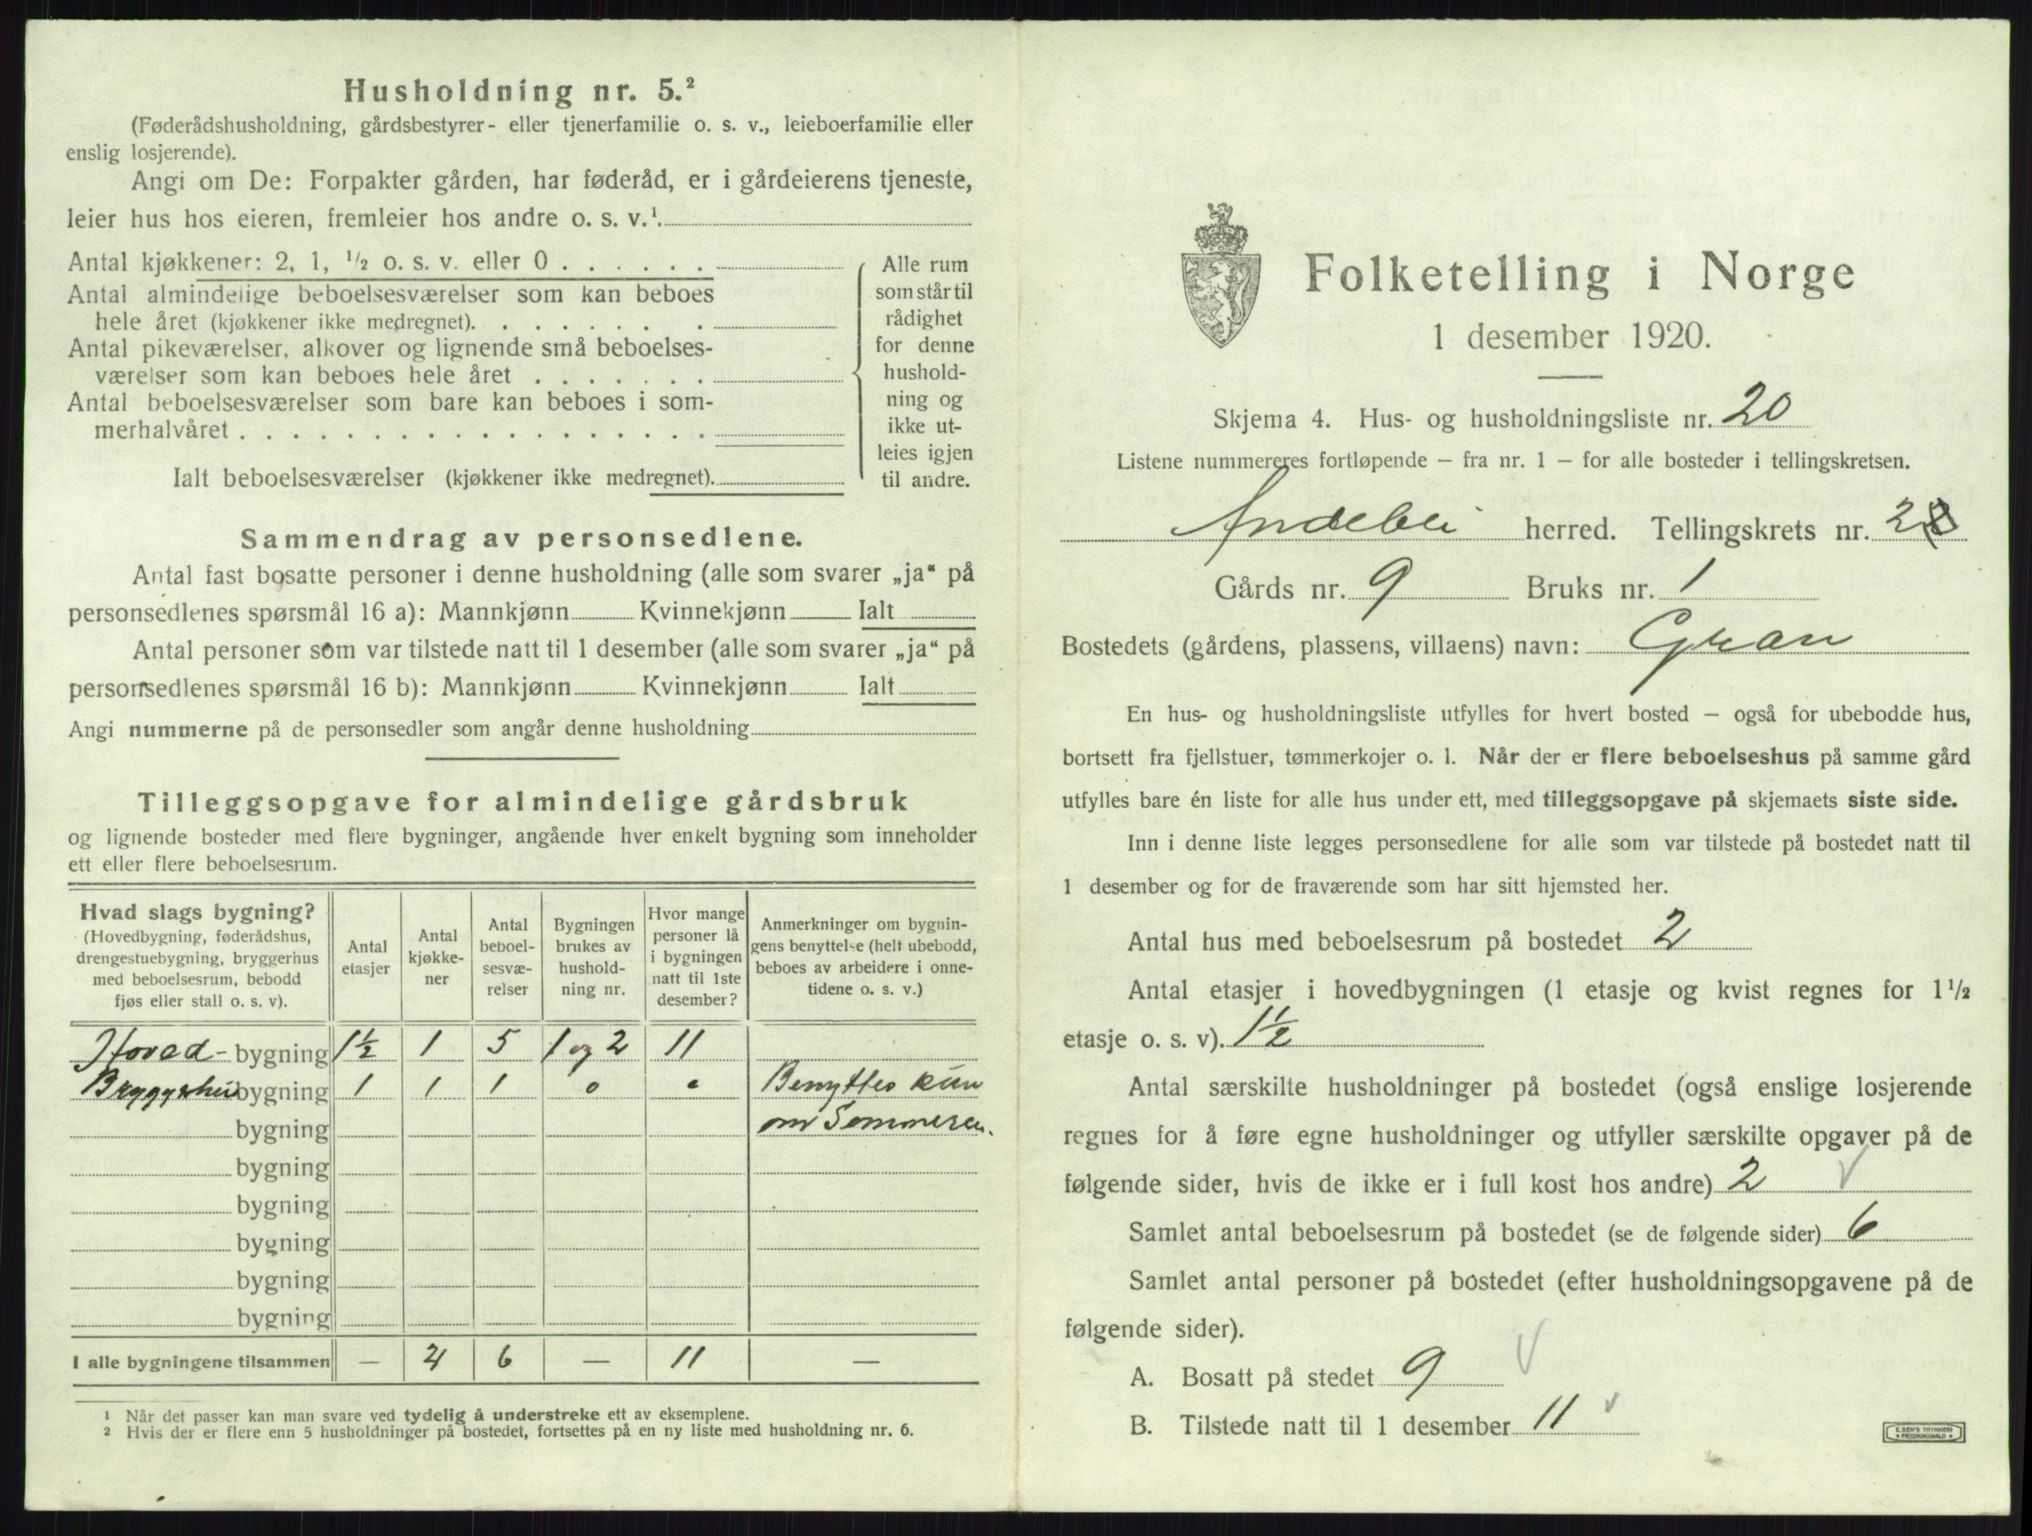 Husholdning nr. 5.²
(Føderådshusholdning, gårdsbestyrer- eller tjenerfamilie o. s. v., leieboerfamilie eller
enslig losjerende).
Angi om De: Forpakter gården, har føderåd, er i gårdeierens tjeneste,
leier hus hos eieren, fremleier hos andre o. s. v.¹.
Antal kjøkkener: 2, 1, ½ o. s. v. eller 0 . . . . . .
Antal almindelige beboelsesværelser som kan beboes
hele året (kjøkkener ikke medregnet). . . . . . . . .
Antal pikeværelser, alkover og lignende små beboelses-
værelser som kan beboes hele året . . . . . . .
Antal beboelsesværelser som bare kan beboes i som-
merhalvåret . . . . . . . . . . . . . . . . . .
Ialt beboelsesværelser (kjøkkener ikke medregnet).
Alle rum
som står til
rådighet
for denne
hushold-
ning og
ikke ut-
leies igjen
til andre.
Sammendrag av personsedlene.
Antal fast bosatte personer i denne husholdning (alle som svarer „ja“ på
personsedlenes spørsmål 16 a): Mannkjønn Kvinnekjønn Ialt
Antal personer som var tilstede natt til 1 desember (alle som svarer „ja“ på
personsedlenes spørsmål 16 b): Mannkjønn Kvinnekjønn Ialt
Angi nummerne på de personsedler som angår denne husholdning
Tilleggsopgave for almindelige gårdsbruk
og lignende bosteder med flere bygninger, angående hver enkelt bygning som inneholder
ett eller flere beboelsesrum.
Hvad slags bygning?
(Hovedbygning, føderådshus,
drengestuebygning, bryggerhus
med beboelsesrum, bebodd
fjøs eller stall o. s. v).
Antal
etasjer
Antal
kjøkke-
ner
Antal
beboel-
sesvæ-
relser
Bygningen
brukes av
hushold-
ning nr.
Hvor mange
personer lå
i bygningen
natt til 1ste
desember?
Anmerkninger om bygnin-
gens benyttelse (helt ubebodd,
beboes av arbeidere i onne-
tidene o. s. v.)
Hoved- bygning 1½ 1 5 1 og 2 11
Bryggerhus bygning 1 1 1 0 0 Benyttes kun
bygning om Sommeren.
bygning
bygning
bygning
bygning
bygning
I alle bygningene tilsammen — 2 6 — 11 —
¹ Når det passer kan man svare ved tydelig å understreke ett av eksemplene.
² Hvis der er flere enn 5 husholdninger på bostedet, fortsettes på en ny liste med husholdning nr. 6.
Folketelling i Norge
1 desember 1920.
Skjema 4. Hus- og husholdningsliste nr. 20
Listene nummereres fortløpende – fra nr. 1 – for alle bosteder i tellingskretsen.
Andebu herred. Tellingskrets nr. 2
Gårds nr. 9 Bruks nr. 1
Bostedets (gårdens, plassens, villaens) navn: Gran
En hus- og husholdningsliste utfylles for hvert bosted – også for ubebodde hus,
bortsett fra fjellstuer, tømmerkojer o. l. Når der er flere beboelseshus på samme gård
utfylles bare én liste for alle hus under ett, med tilleggsopgave på skjemaets siste side.
Inn i denne liste legges personsedlene for alle som var tilstede på bostedet natt til
1 desember og for de fraværende som har sitt hjemsted her.
Antal hus med beboelsesrum på bostedet 2
Antal etasjer i hovedbygningen (1 etasje og kvist regnes for 1½
etasje o. s. v). 1½
Antal særskilte husholdninger på bostedet (også enslige losjerende
regnes for å føre egne husholdninger og utfyller særskilte opgaver på de
følgende sider, hvis de ikke er i full kost hos andre) 2
Samlet antal beboelsesrum på bostedet (se de følgende sider) 6
Samlet antal personer på bostedet (efter husholdningsopgavene på de
følgende sider).
A. Bosatt på stedet 9
B. Tilstede natt til 1 desember 11